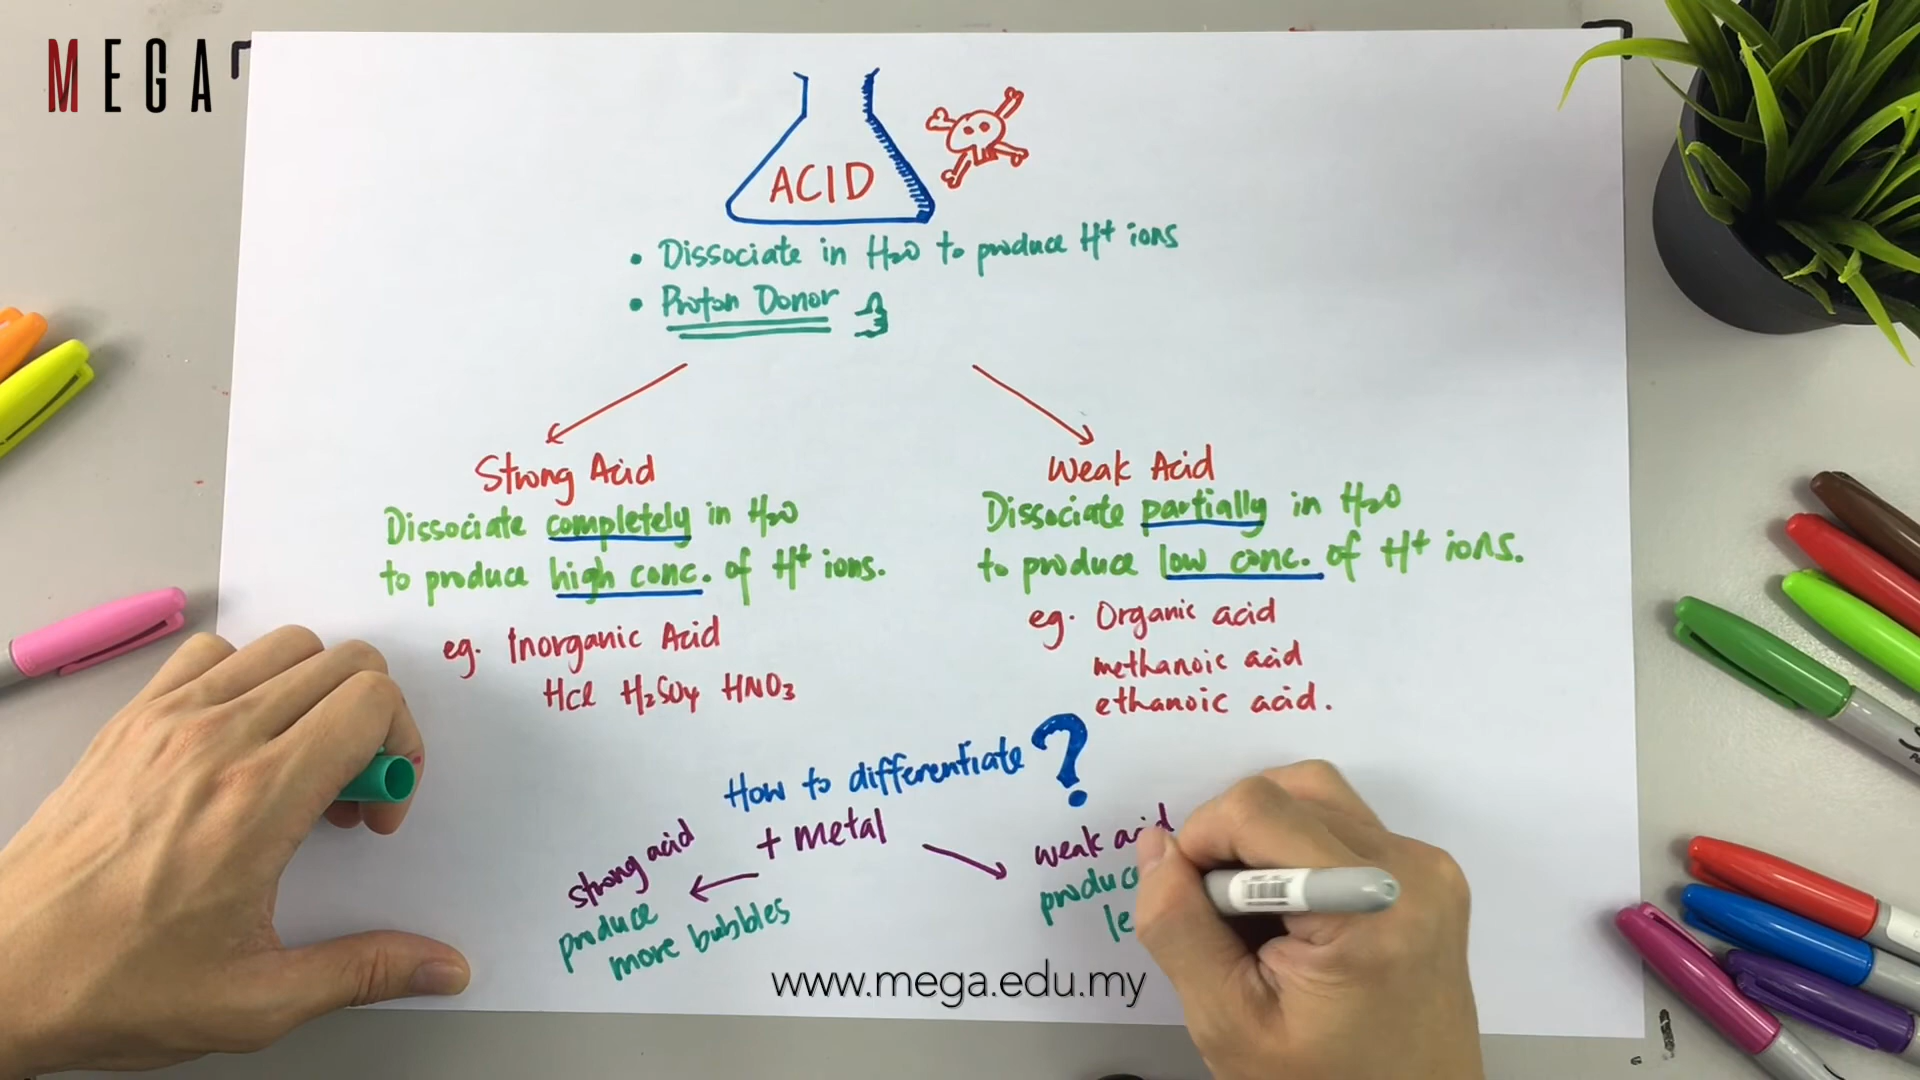 MEGA
ACID
• Dissociate in H2O to produce H+ ions
• Proton Donor
Strong Acid
Dissociate completely in H2O
to produce high conc. of H+ ions.
eg. Inorganic Acid
HCl H2SO4 HNO3
Weak Acid
Dissociate partially in H2O
to produce low conc. of H+ ions.
eg. Organic acid
methanoic acid
ethanoic acid.
How to differentiate?
+ metal
strong acid
produce
more bubbles
weak acid
produc
le
www.mega.edu.my